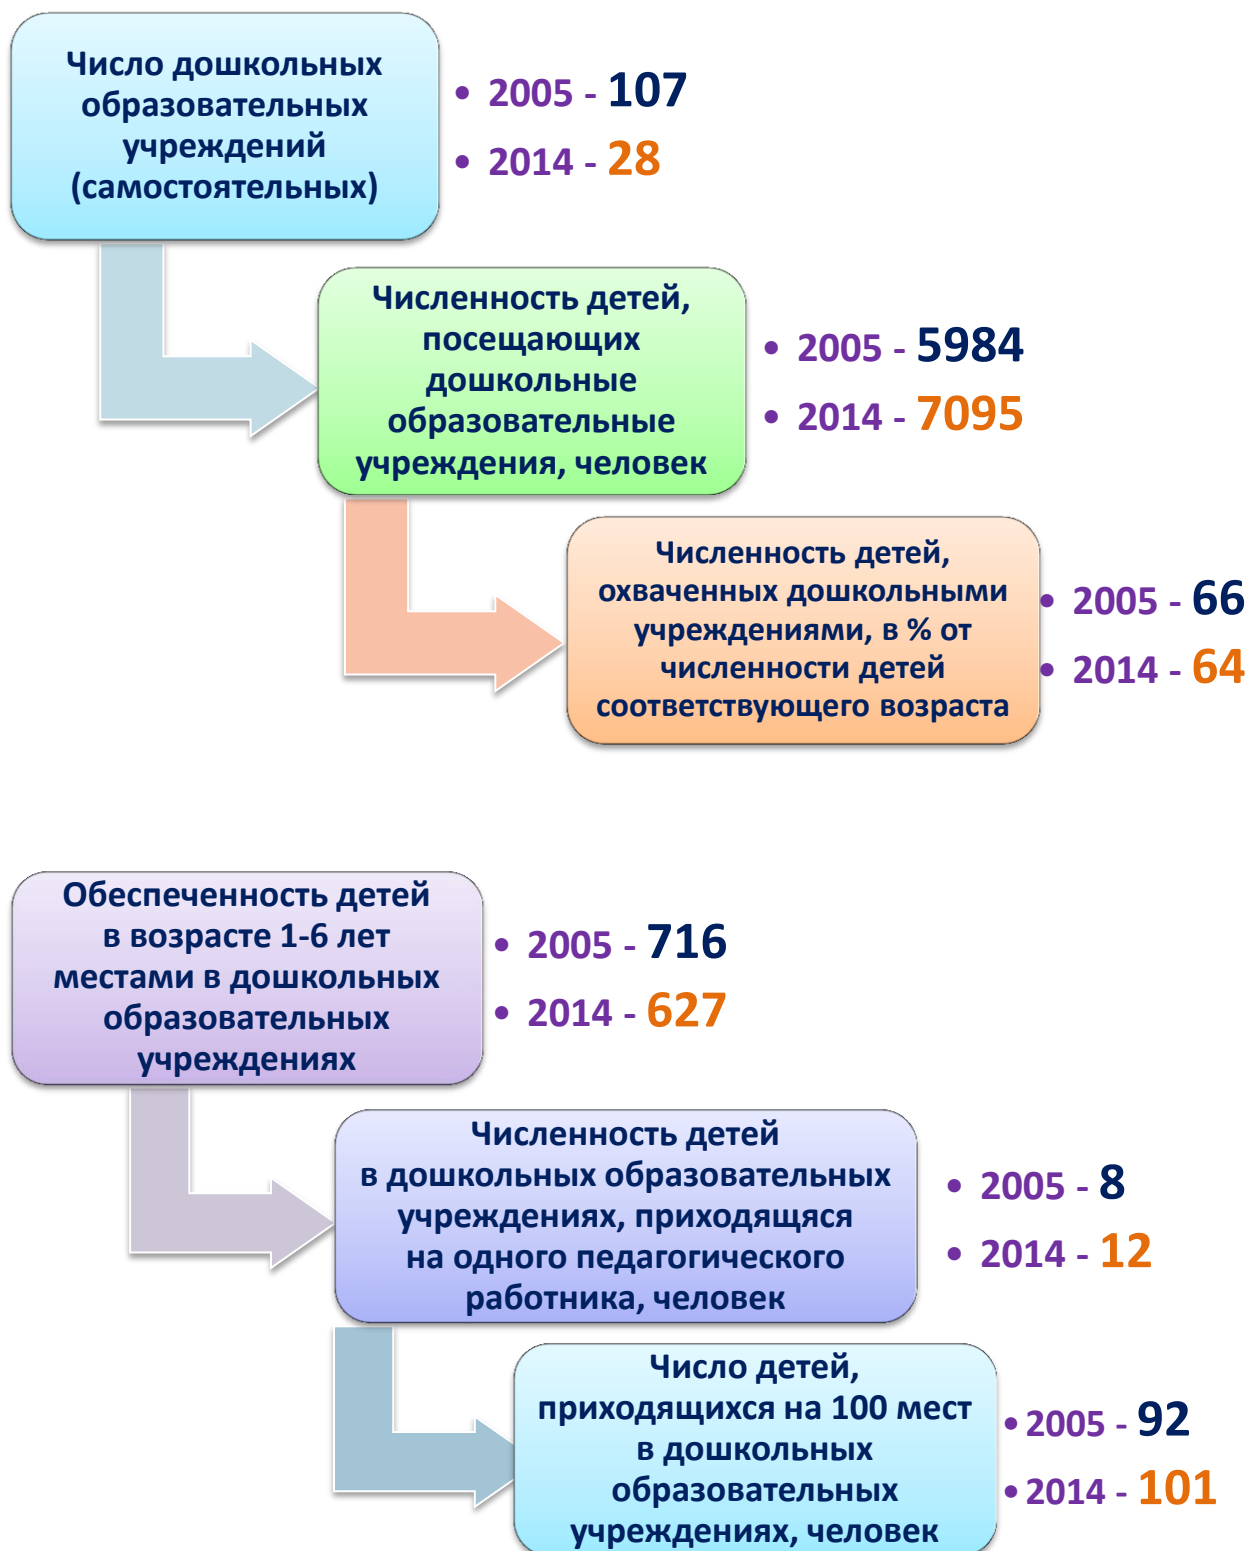 Число дошкольных
образовательных
учреждений
(самостоятельных)
• 2005 - 107
• 2014 - 28
Численность детей,
посещающих
дошкольные
образовательные
учреждения, человек
• 2005 - 5984
• 2014 - 7095
Численность детей,
охваченных дошкольными
учреждениями, в % от
численности детей
соответствующего возраста
• 2005 - 66
• 2014 - 64
Обеспеченность детей
в возрасте 1-6 лет
местами в дошкольных
образовательных
учреждениях
• 2005 - 716
• 2014 - 627
Численность детей
в дошкольных образовательных
учреждениях, приходящяся
на одного педагогического
работника, человек
• 2005 - 8
• 2014 - 12
Число детей,
приходящихся на 100 мест
в дошкольных
образовательных
учреждениях, человек
• 2005 - 92
• 2014 - 101